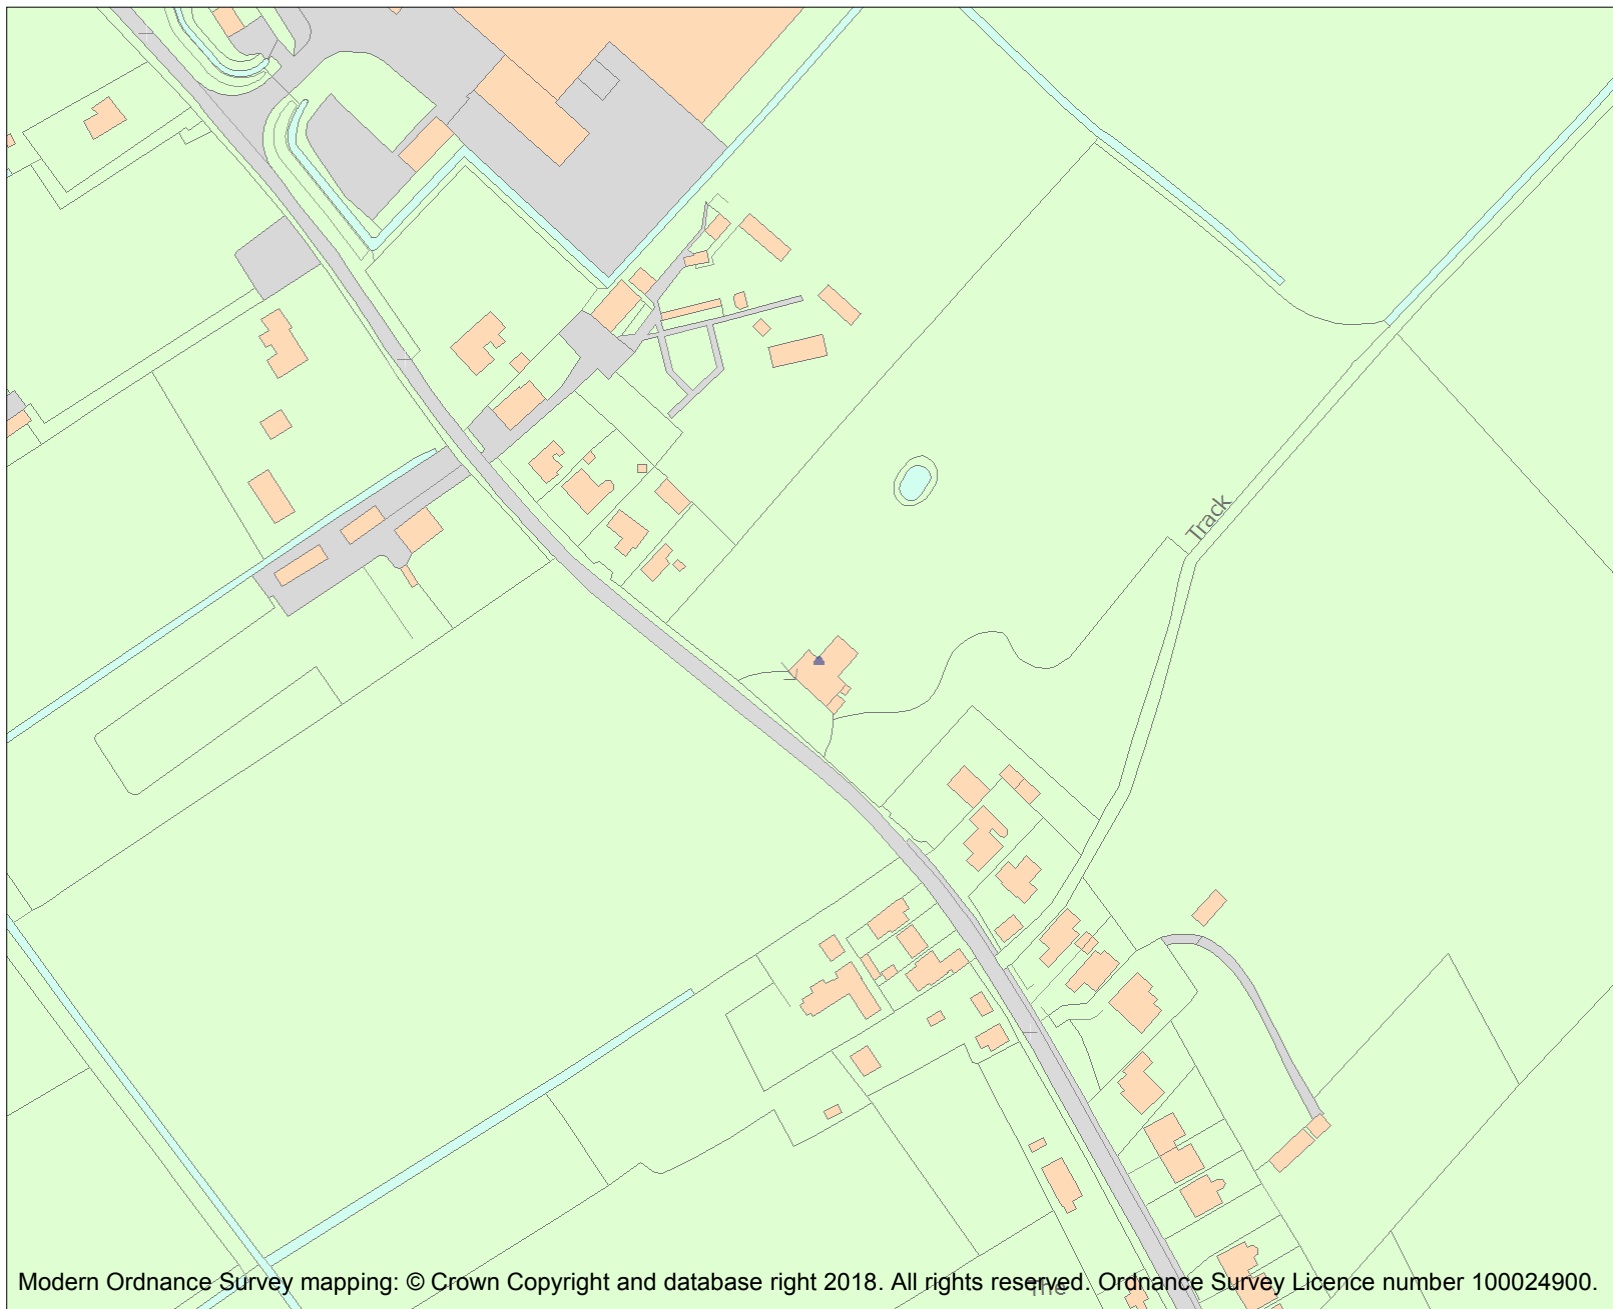 Track
The
Modern Ordnance Survey mapping: © Crown Copyright and database right 2018. All rights reserved. Ordnance Survey Licence number 100024900.